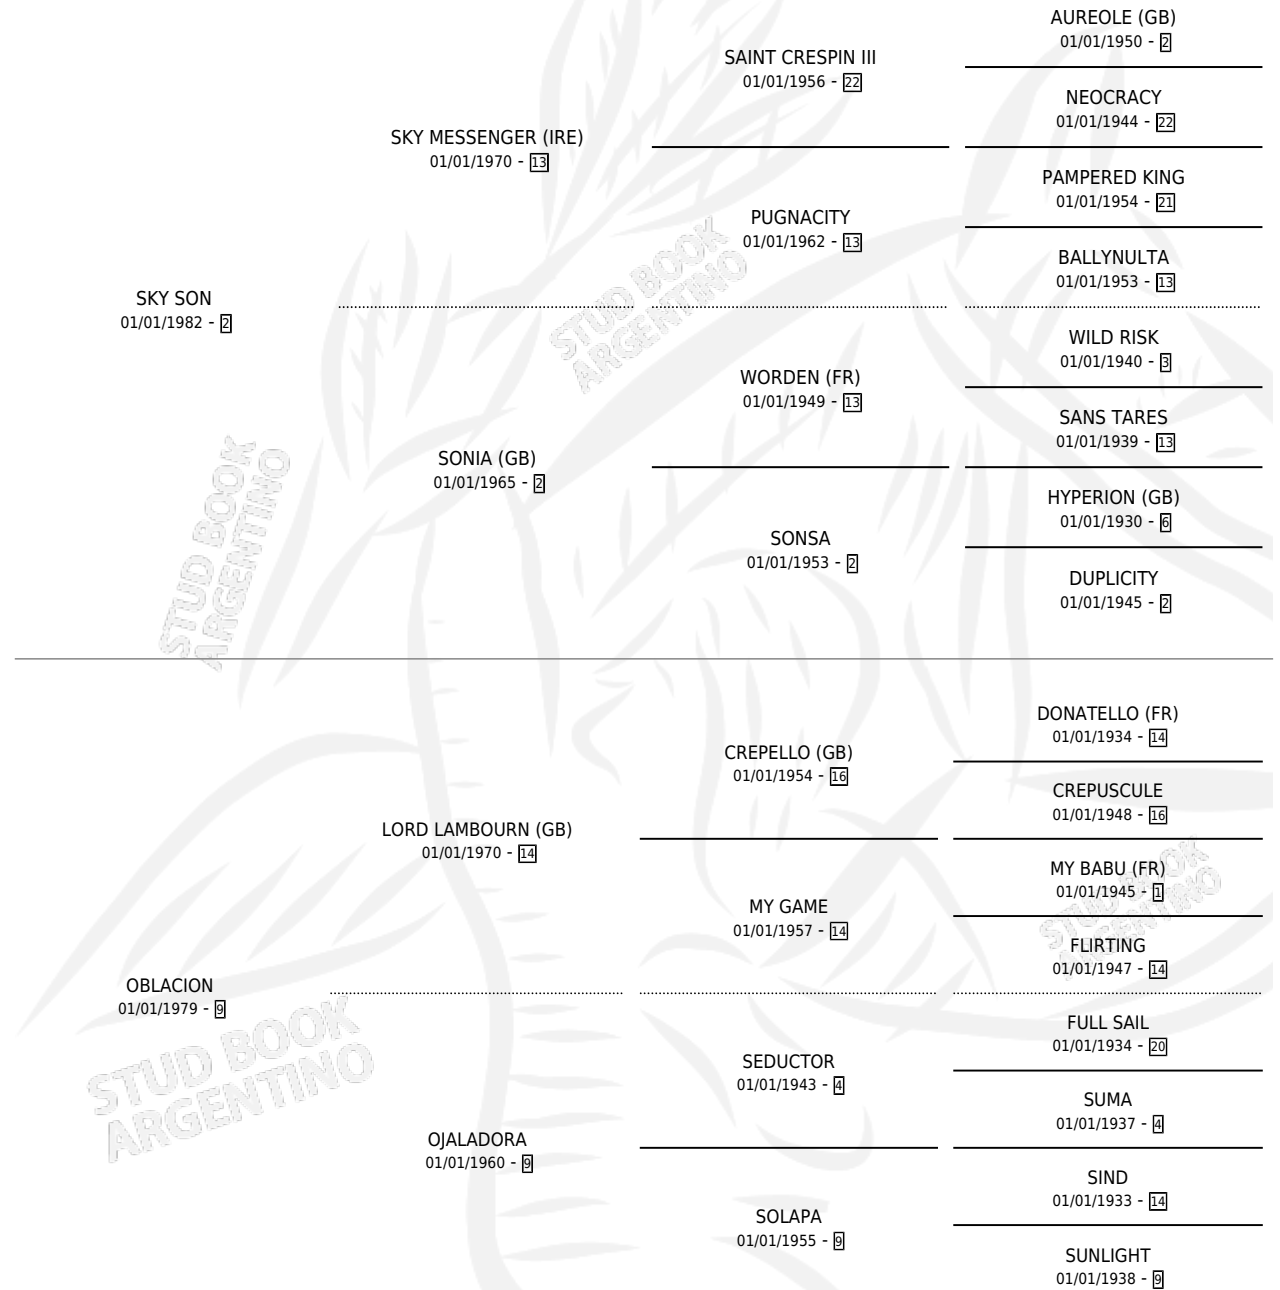 AUREOLE (GB)
01/01/1950 - 2
SAINT CRESPIN III
01/01/1956 - 22
NEOCRACY
01/01/1944 - 22
SKY MESSENGER (IRE)
01/01/1970 - 13
PAMPERED KING
01/01/1954 - 21
PUGNACITY
01/01/1962 - 13
BALLYNULTA
01/01/1953 - 13
SKY SON
01/01/1982 - 2
WILD RISK
01/01/1940 - 3
WORDEN (FR)
01/01/1949 - 13
SANS TARES
01/01/1939 - 13
SONIA (GB)
01/01/1965 - 2
HYPERION (GB)
01/01/1930 - 6
SONSA
01/01/1953 - 2
DUPLICITY
01/01/1945 - 2
STUD BOOK
ARGENTINO
STUD BOOK
ARGENTINO
DONATELLO (FR)
01/01/1934 - 14
CREPELLO (GB)
01/01/1954 - 16
CREPUSCULE
01/01/1948 - 16
LORD LAMBOURN (GB)
01/01/1970 - 14
MY BABU (FR)
01/01/1945 - 1
MY GAME
01/01/1957 - 14
FLIRTING
01/01/1947 - 14
STUD BOOK
ARGENTINO
OBLACION
01/01/1979 - 9
FULL SAIL
01/01/1934 - 20
SEDUCTOR
01/01/1943 - 4
SUMA
01/01/1937 - 4
STUD BOOK
ARGENTINO
OJALADORA
01/01/1960 - 9
SIND
01/01/1933 - 14
SOLAPA
01/01/1955 - 9
SUNLIGHT
01/01/1938 - 9